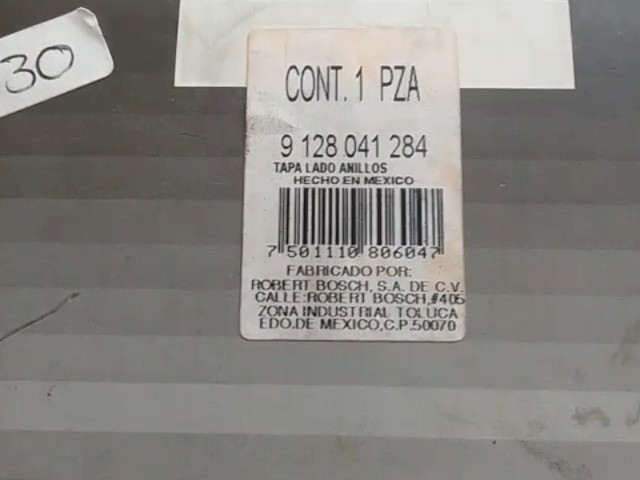 30
CONT. 1 PZA
9 128 041 284
TAPA LADO ANILLOS
HECHO EN MEXICO
7 501110 806047
FABRICADO POR:
ROBERT BOSCH, S.A. DE C.V.
CALLE:ROBERT BOSCH,#405
ZONA INDUSTRIAL TOLUCA
EDO.DE MEXICO,C.P.50070